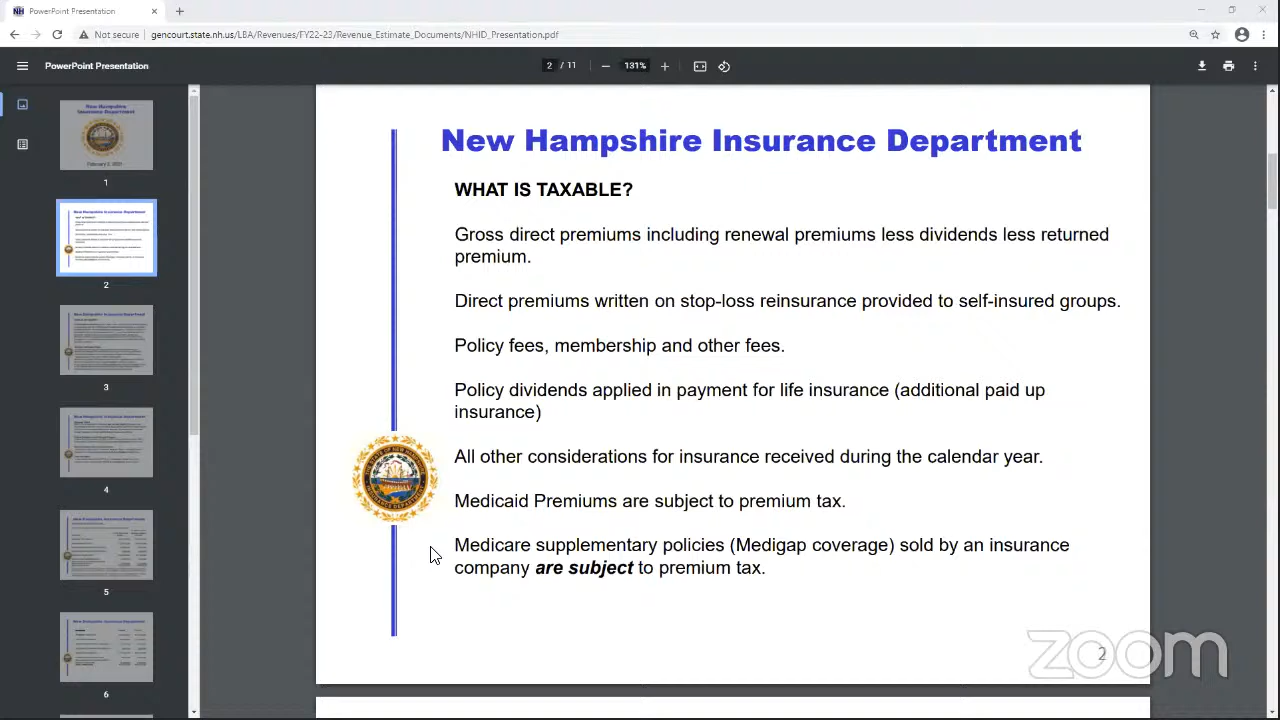 PowerPoint Presentation
Not secure
gencourt.state.nh.us/LBA/Revenues/FY22-23/Revenue_Estimate_Documents/NHID_Presentation.pdf
PowerPoint Presentation
2 / 11
131%
New Hampshire
Insurance Department
1
2
3
4
5
6
New Hampshire Insurance Department
WHAT IS TAXABLE?
Gross direct premiums including renewal premiums less dividends less returned
premium.
Direct premiums written on stop-loss reinsurance provided to self-insured groups.
Policy fees, membership and other fees.
Policy dividends applied in payment for life insurance (additional paid up
insurance)
All other considerations for insurance received during the calendar year.
Medicaid Premiums are subject to premium tax.
Medicare supplementary policies (Medigap coverage) sold by an insurance
company are subject to premium tax.
2
zoom